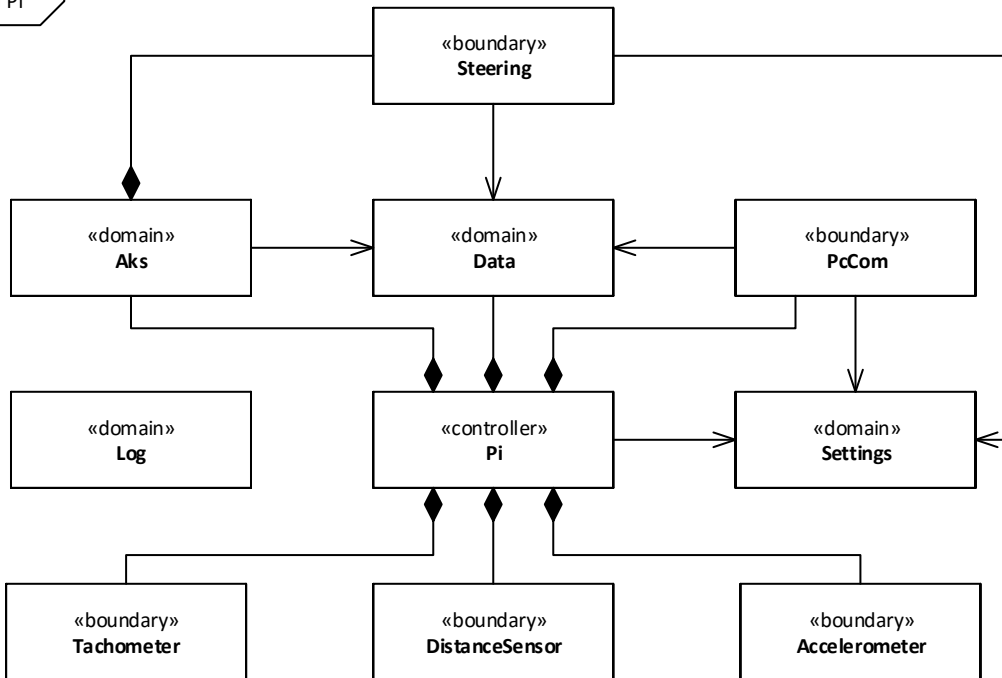 Pi
«boundary»
Steering
«domain»
Aks
«domain»
Data
«boundary»
PcCom
«domain»
Log
«controller»
Pi
«domain»
Settings
«boundary»
Tachometer
«boundary»
DistanceSensor
«boundary»
Accelerometer